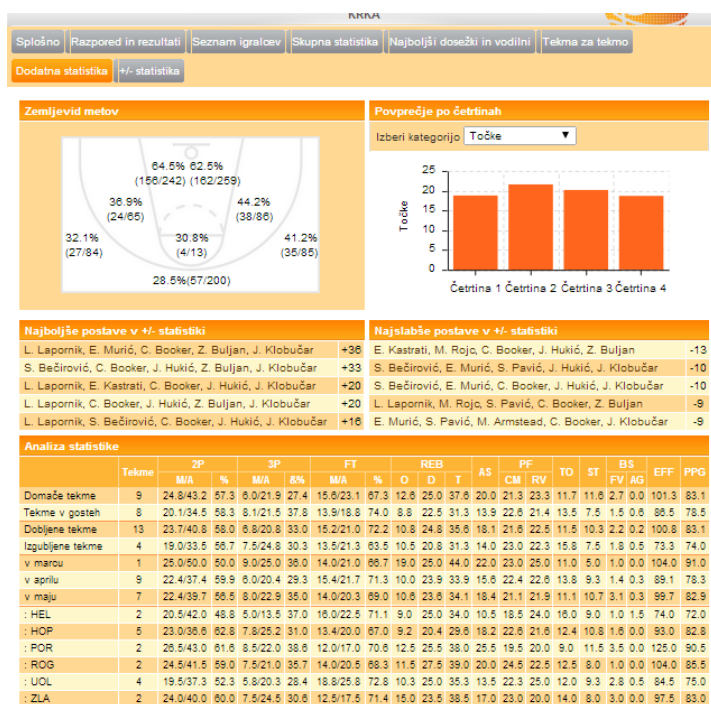 KRKA
Splošno Razpored in rezultati Seznam igralcev Skupna statistika Najboljši dosežki in vodilni Tekma za tekmo
Dodatna statistika +/- statistika
Zemljevid metov
64.5% 62.5%
(156/242) (162/259)
36.9% 44.2%
(24/65) (38/86)
32.1% 30.8% 41.2%
(27/84) (4/13) (35/85)
28.5%(57/200)
Povprečje po četrtinah
Izberi kategorijo Točke
25
20
15
10
5
0
Točke
Četrtina 1 Četrtina 2 Četrtina 3 Četrtina 4
Najboljše postave v +/- statistiki
L. Lapornik, E. Murić, C. Booker, Z. Buljan, J. Klobučar +36
S. Bečirović, C. Booker, J. Hukić, Z. Buljan, J. Klobučar +33
L. Lapornik, E. Kastrati, C. Booker, J. Hukić, J. Klobučar +20
L. Lapornik, C. Booker, J. Hukić, Z. Buljan, J. Klobučar +20
L. Lapornik, S. Bečirović, C. Booker, J. Hukić, J. Klobučar +16
Najslabše postave v +/- statistiki
E. Kastrati, M. Rojc, C. Booker, J. Hukić, Z. Buljan -13
S. Bečirović, E. Murić, S. Pavić, J. Hukić, J. Klobučar -10
S. Bečirović, E. Murić, C. Booker, J. Hukić, J. Klobučar -10
L. Lapornik, M. Rojc, S. Pavić, C. Booker, Z. Buljan -9
E. Murić, S. Pavić, M. Armstead, C. Booker, J. Klobučar -9
Analiza statistike
Tekme 2P 3P FT REB AS PF TO ST BS EFF PPG
M/A % M/A 8% M/A % O D T CM RV FV AG
Domače tekme 9 24.8/43.2 57.3 6.0/21.9 27.4 15.6/23.1 67.3 12.6 25.0 37.6 20.0 21.3 23.3 11.7 11.6 2.7 0.0 101.3 83.1
Tekme v gosteh 8 20.1/34.5 58.3 8.1/21.5 37.8 13.9/18.8 74.0 8.8 22.5 31.3 13.9 22.6 21.4 13.5 7.5 1.5 0.6 86.5 78.5
Dobljene tekme 13 23.7/40.8 58.0 6.8/20.8 33.0 15.2/21.0 72.2 10.8 24.8 35.6 18.1 21.6 22.5 11.5 10.3 2.2 0.2 100.8 83.1
Izgubljene tekme 4 19.0/33.5 56.7 7.5/24.8 30.3 13.5/21.3 63.5 10.5 20.8 31.3 14.0 23.0 22.3 15.8 7.5 1.8 0.5 73.3 74.0
v marcu 1 25.0/50.0 50.0 9.0/25.0 36.0 14.0/21.0 66.7 19.0 25.0 44.0 22.0 23.0 25.0 11.0 5.0 1.0 0.0 104.0 91.0
v aprilu 9 22.4/37.4 59.9 6.0/20.4 29.3 15.4/21.7 71.3 10.0 23.9 33.9 15.6 22.4 22.6 13.8 9.3 1.4 0.3 89.1 78.3
v maju 7 22.4/39.7 56.5 8.0/22.9 35.0 14.0/20.3 69.0 10.6 23.6 34.1 18.4 21.1 21.9 11.1 10.7 3.1 0.3 99.7 82.9
: HEL 2 20.5/42.0 48.8 5.0/13.5 37.0 16.0/22.5 71.1 9.0 25.0 34.0 10.5 18.5 24.0 16.0 9.0 1.0 1.5 74.0 72.0
: HOP 5 23.0/36.6 62.8 7.8/25.2 31.0 13.4/20.0 67.0 9.2 20.4 29.6 18.2 22.6 21.6 12.4 10.8 1.6 0.0 93.0 82.8
: POR 2 26.5/43.0 61.6 8.5/22.0 38.6 12.0/17.0 70.6 12.5 25.5 38.0 25.5 19.5 20.0 9.0 11.5 3.5 0.0 125.0 90.5
: ROG 2 24.5/41.5 59.0 7.5/21.0 35.7 14.0/20.5 68.3 11.5 27.5 39.0 20.0 24.5 22.5 12.5 8.0 1.0 0.0 104.0 85.5
: UOL 4 19.5/37.3 52.3 5.8/20.3 28.4 18.8/25.8 72.8 10.3 25.0 35.3 13.5 22.3 25.0 12.0 9.3 2.8 0.5 84.5 75.0
: ZLA 2 24.0/40.0 60.0 7.5/24.5 30.6 12.5/17.5 71.4 15.0 23.5 38.5 17.0 23.0 20.0 14.0 8.0 3.0 0.0 97.5 83.0